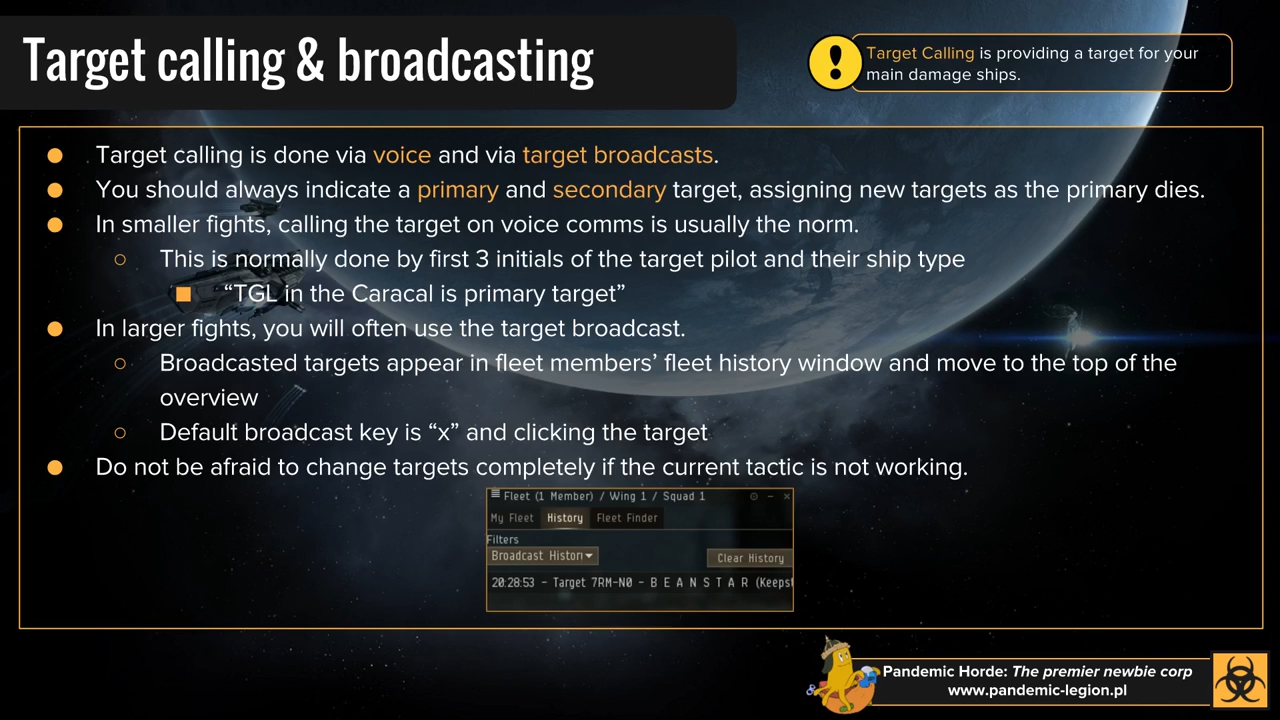 Target calling & broadcasting
Target Calling is providing a target for your
main damage ships.
Target calling is done via voice and via target broadcasts.
You should always indicate a primary and secondary target, assigning new targets as the primary dies.
In smaller fights, calling the target on voice comms is usually the norm.
This is normally done by first 3 initials of the target pilot and their ship type
“TGL in the Caracal is primary target”
In larger fights, you will often use the target broadcast.
Broadcasted targets appear in fleet members’ fleet history window and move to the top of the
overview
Default broadcast key is “x” and clicking the target
Do not be afraid to change targets completely if the current tactic is not working.
Fleet (1 Member) / Wing 1 / Squad 1
My Fleet History Fleet Finder
Filters
Broadcast Histor
Clear History
20:28:53 - Target 7RM-N0 - B E A N S T A R (Keepst
Pandemic Horde: The premier newbie corp
www.pandemic-legion.pl